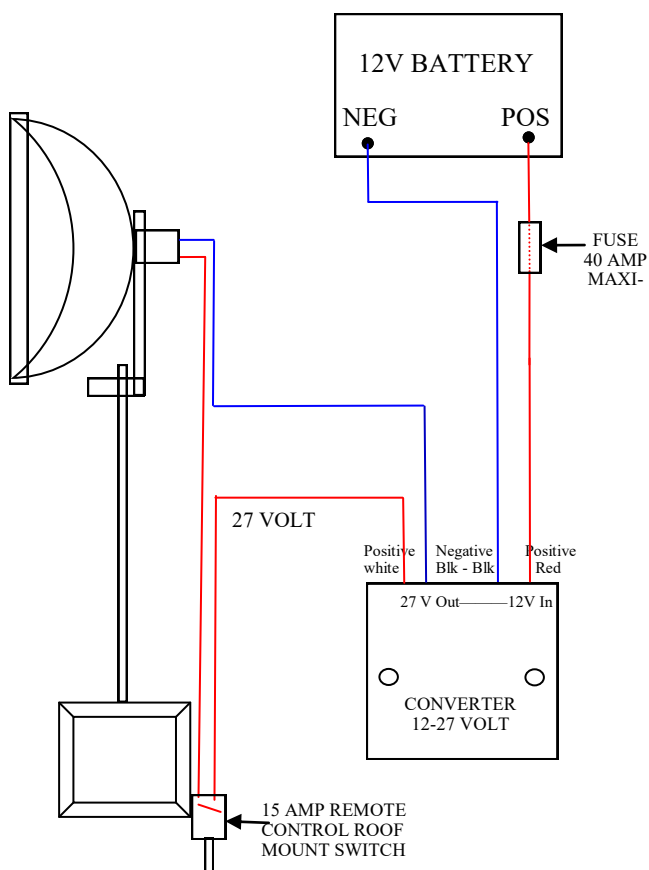 12V BATTERY
NEG POS
FUSE
40 AMP
MAXI-
27 VOLT
Positive Negative Positive
white Blk - Blk Red
27 V Out———12V In
CONVERTER
12-27 VOLT
15 AMP REMOTE
CONTROL ROOF
MOUNT SWITCH